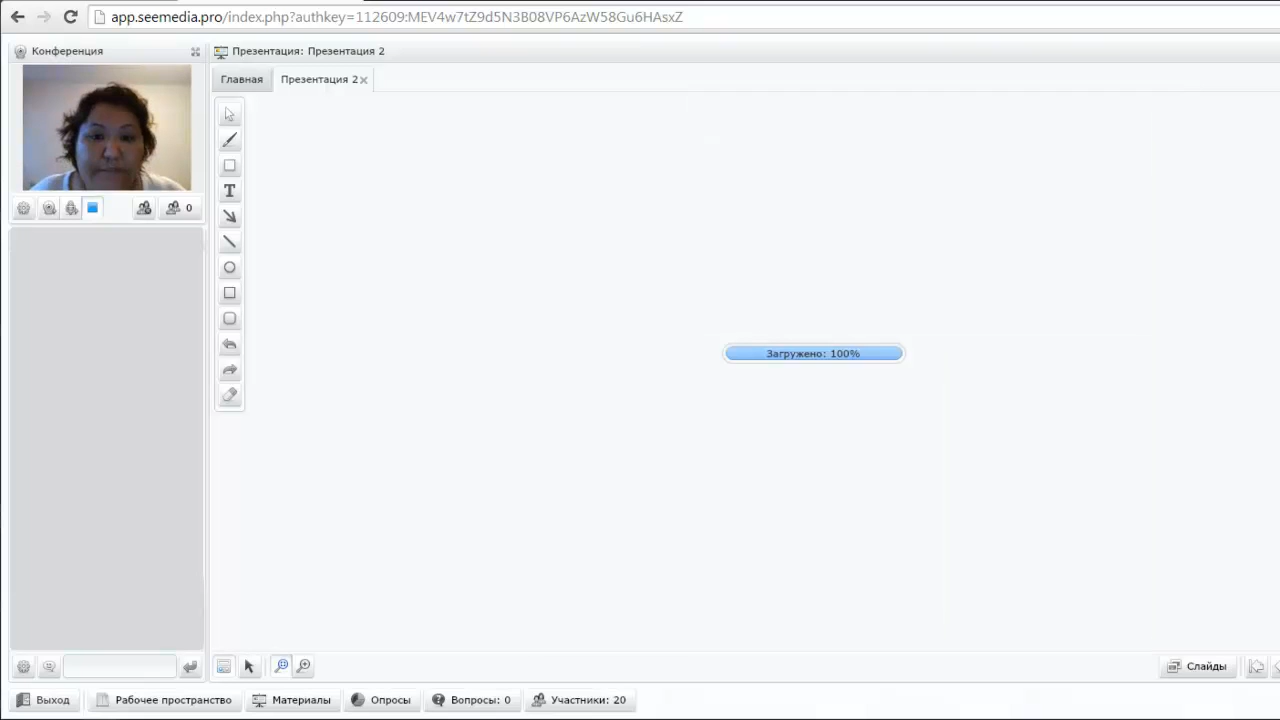 app.seemedia.pro/index.php?authkey=112609:MEV4w7tZ9d5N3B08VP6AzW58Gu6HAsxZ
Конференция
Презентация: Презентация 2
Главная
Презентация 2
T
0
Загружено: 100%
Слайды
Выход
Рабочее пространство
Материалы
Опросы
Вопросы: 0
Участники: 20